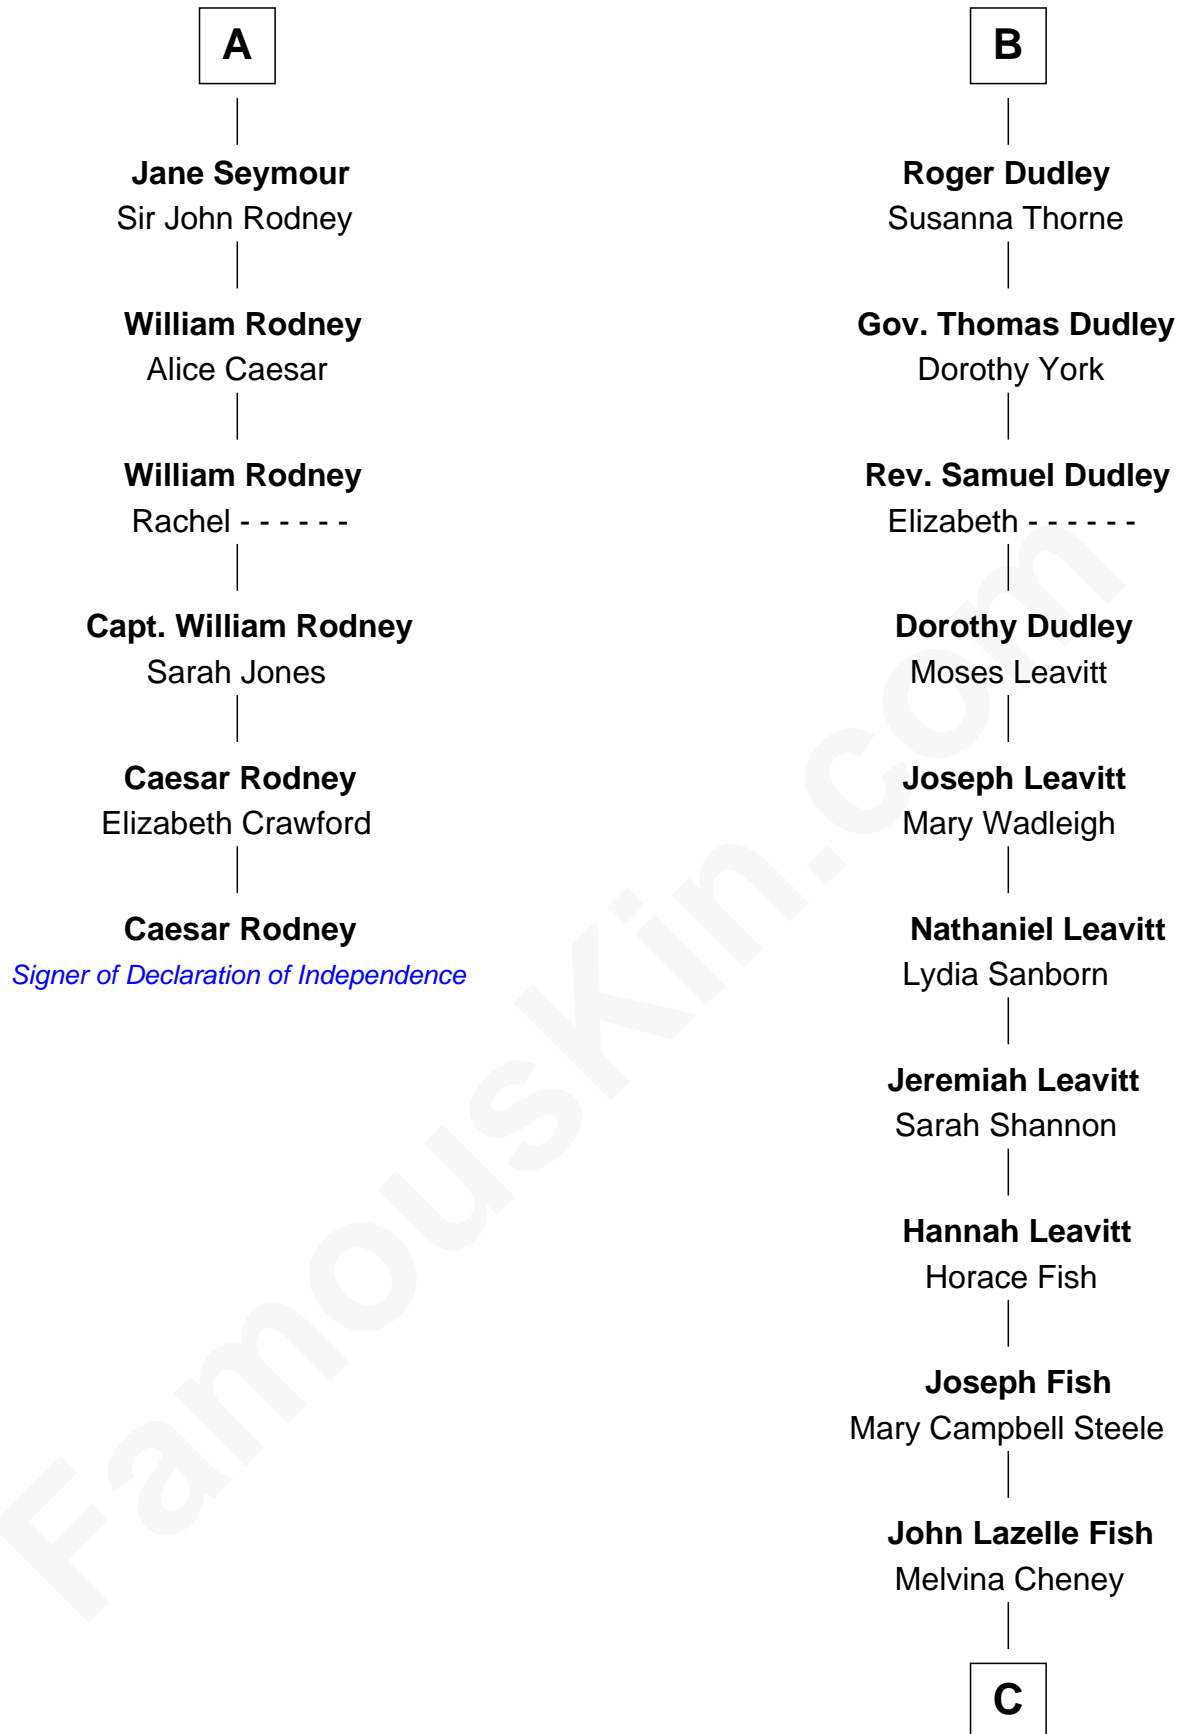 A
Jane Seymour
Sir John Rodney
William Rodney
Alice Caesar
William Rodney
Rachel - - - - - -
Capt. William Rodney
Sarah Jones
Caesar Rodney
Elizabeth Crawford
Caesar Rodney
Signer of Declaration of Independence
B
Roger Dudley
Susanna Thorne
Gov. Thomas Dudley
Dorothy York
Rev. Samuel Dudley
Elizabeth - - - - - -
Dorothy Dudley
Moses Leavitt
Joseph Leavitt
Mary Wadleigh
Nathaniel Leavitt
Lydia Sanborn
Jeremiah Leavitt
Sarah Shannon
Hannah Leavitt
Horace Fish
Joseph Fish
Mary Campbell Steele
John Lazelle Fish
Melvina Cheney
C
FamousKin.com